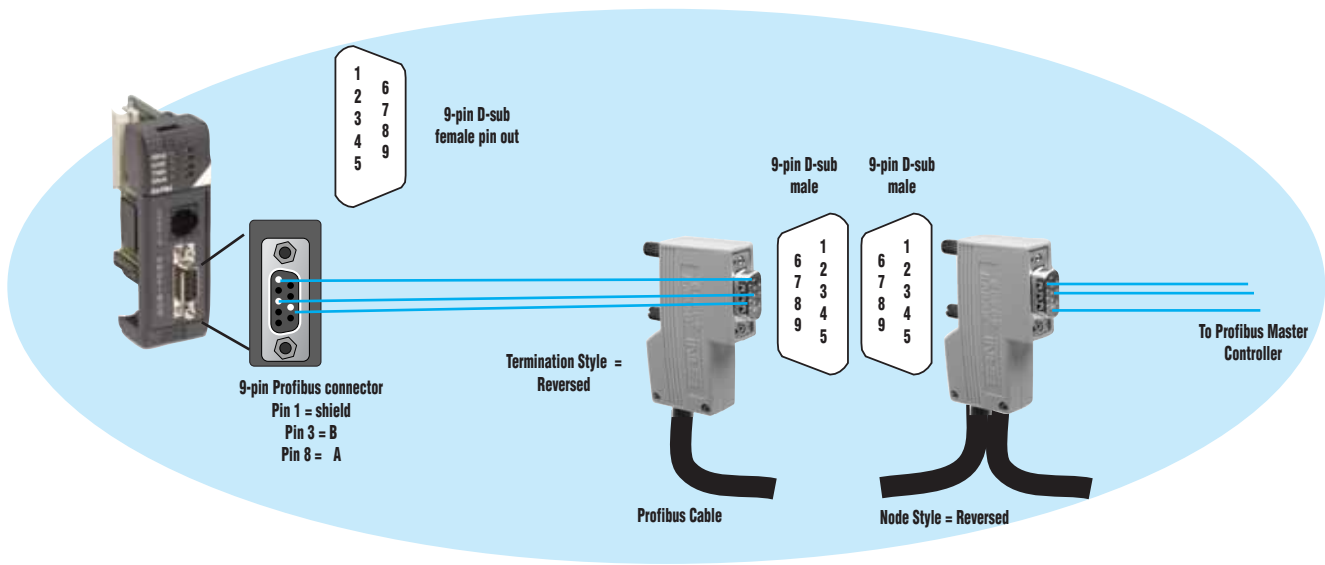 1
2
3
4
5
6
7
8
9
9-pin D-sub
female pin out
9-pin D-sub
male
9-pin D-sub
male
6
7
8
9
1
2
3
4
5
6
7
8
9
1
2
3
4
5
9-pin Profibus connector
Pin 1 = shield
Pin 3 = B
Pin 8 = A
Termination Style =
Reversed
To Profibus Master
Controller
Profibus Cable
Node Style = Reversed